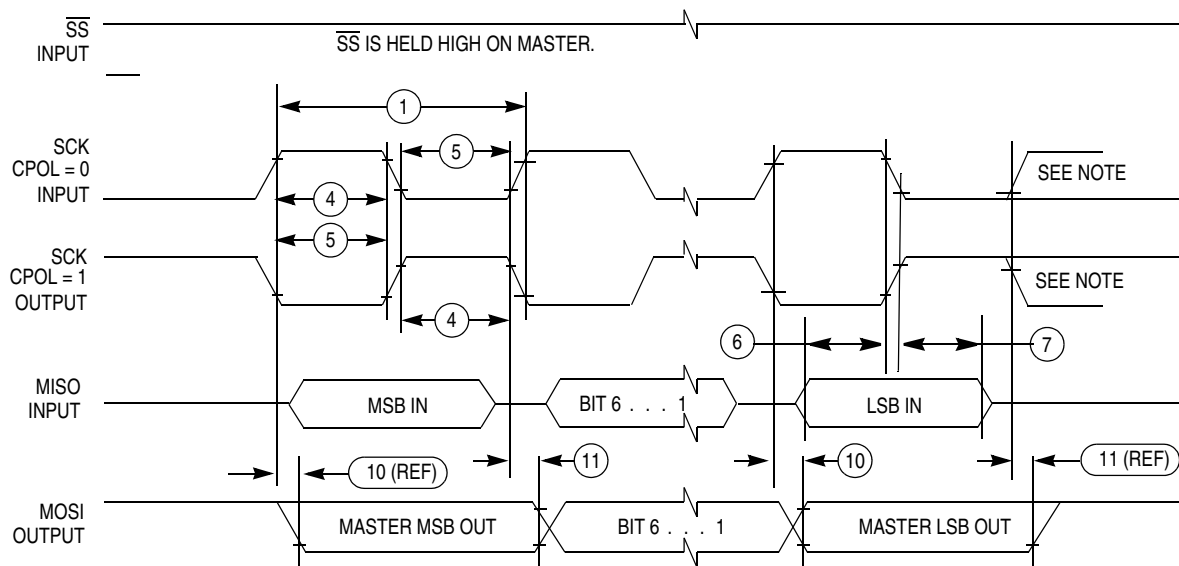 SS
INPUT
SS IS HELD HIGH ON MASTER.
1
SCK
CPOL = 0
INPUT
5
SEE NOTE
4
5
SCK
CPOL = 1
OUTPUT
SEE NOTE
4
6
7
MISO
INPUT
MSB IN
BIT 6 . . . 1
LSB IN
10 (REF)
11
10
11 (REF)
MOSI
OUTPUT
MASTER MSB OUT
BIT 6 . . . 1
MASTER LSB OUT